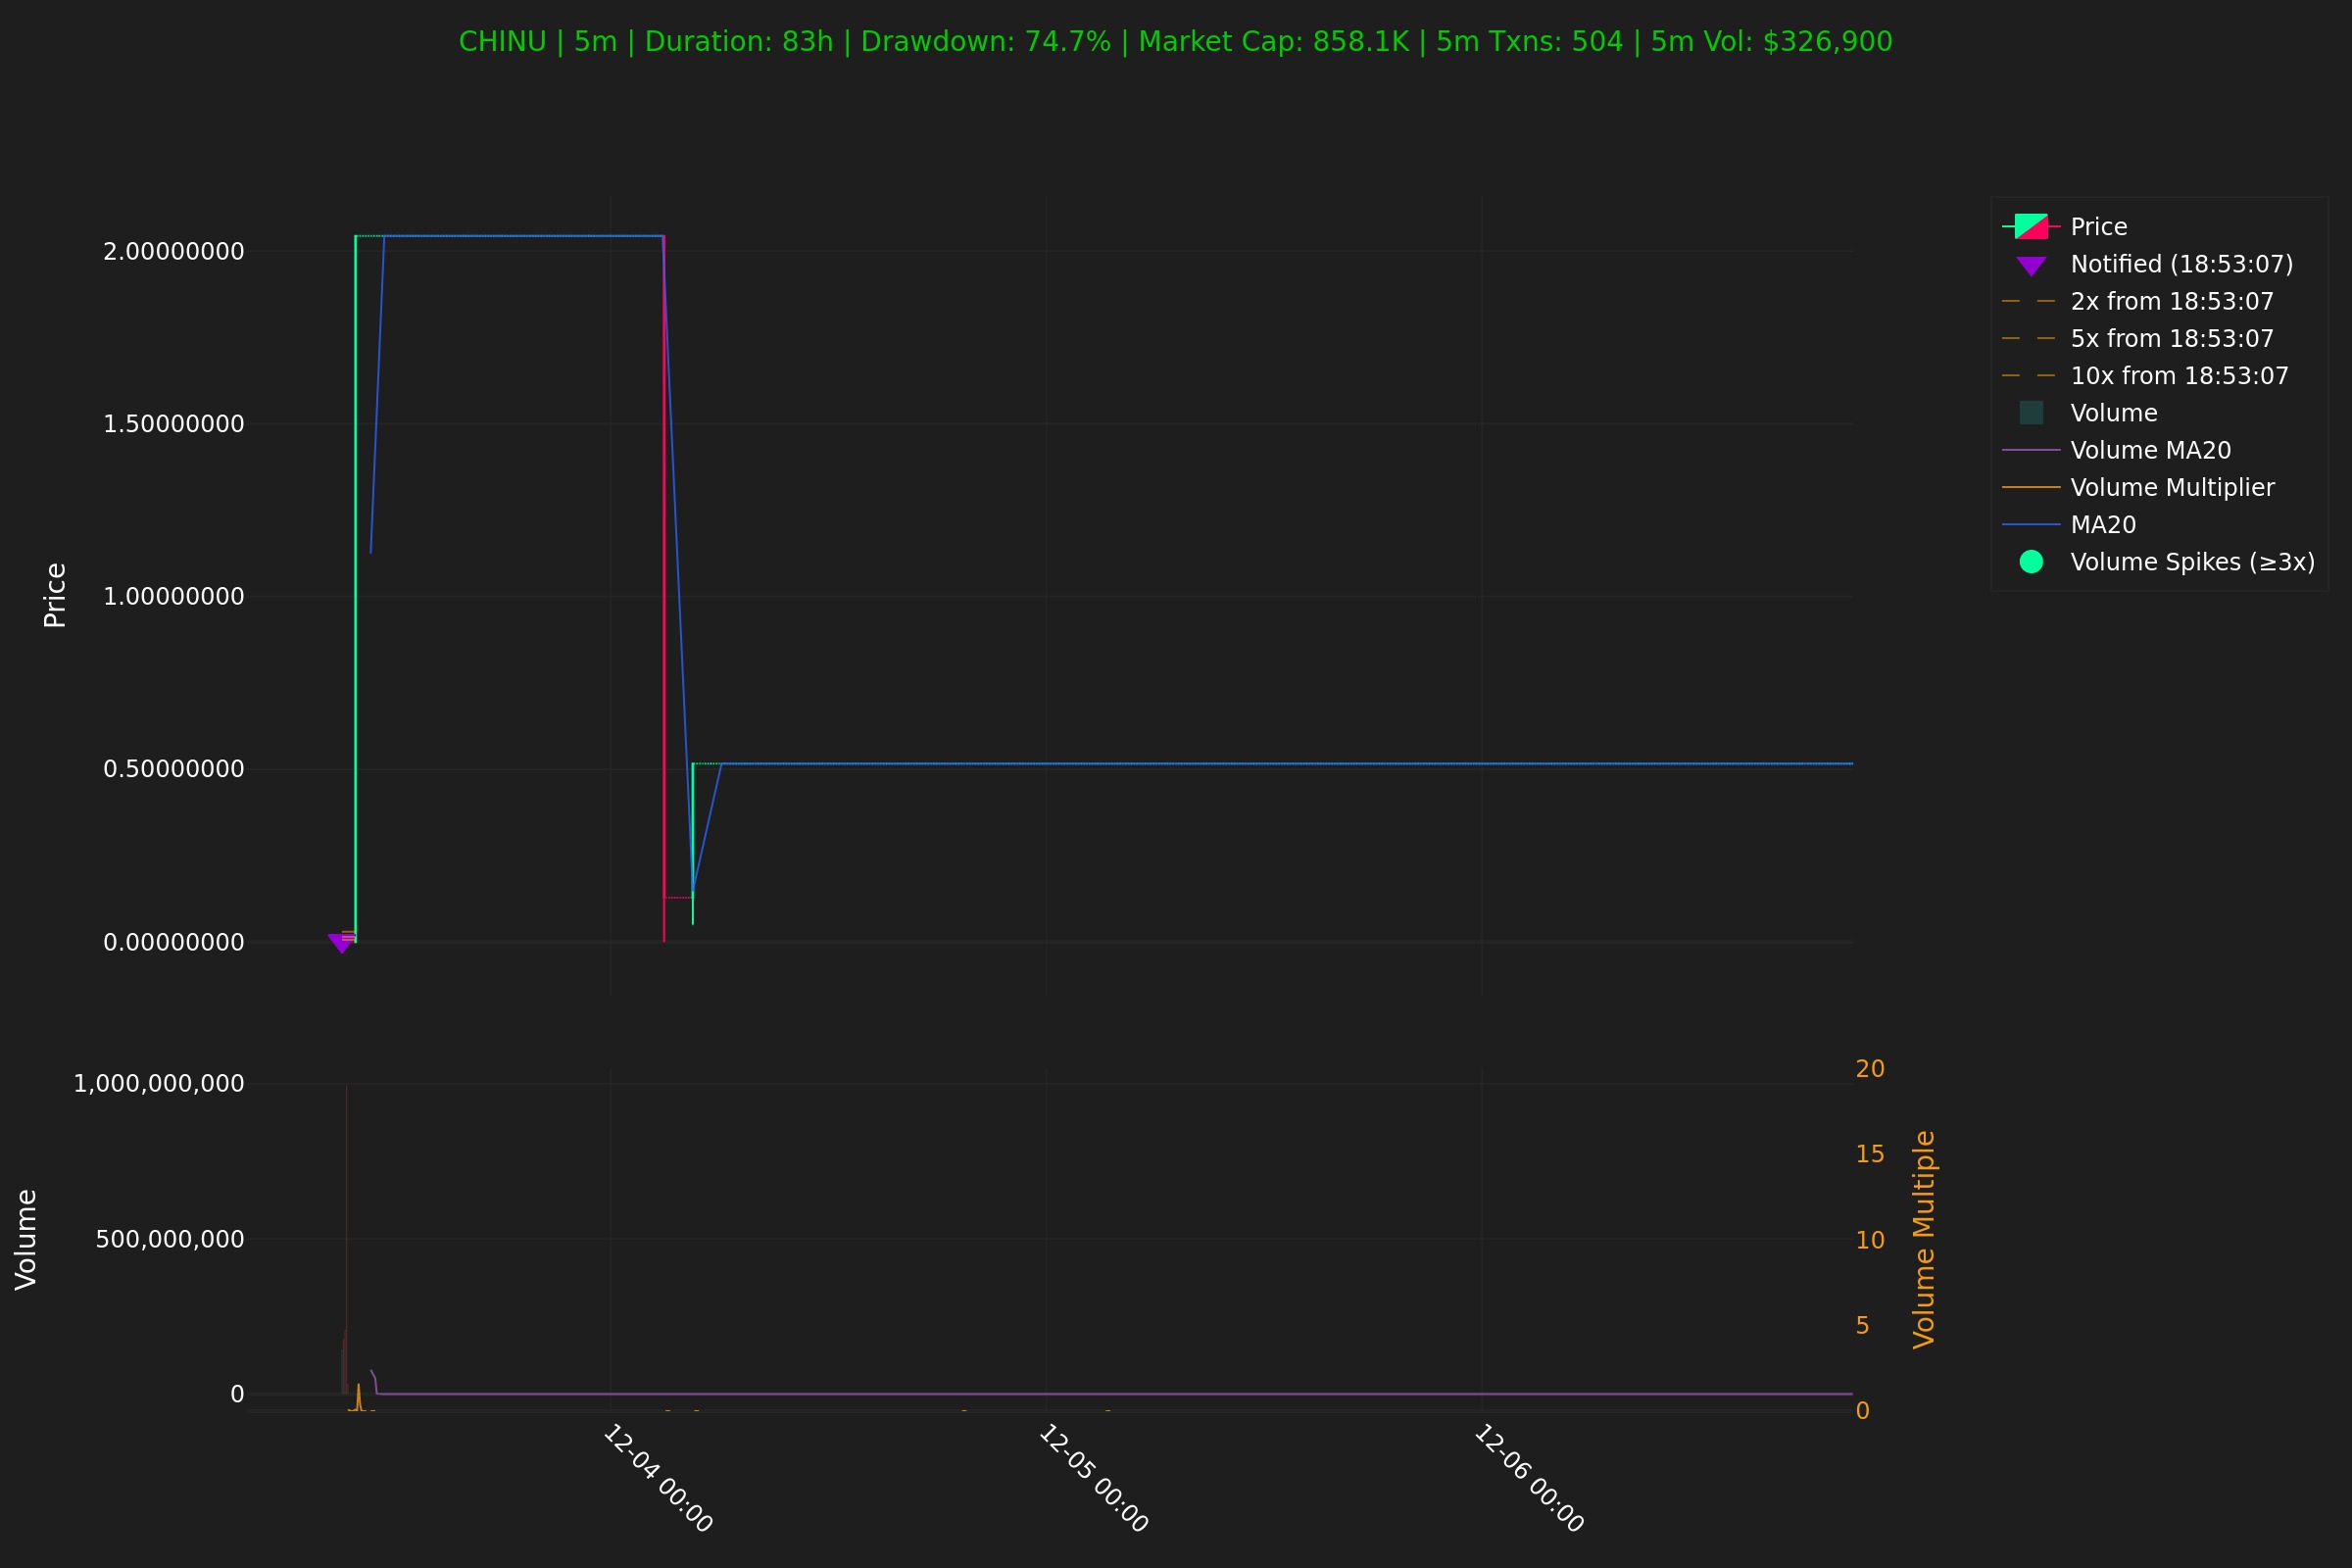 CHINU | 5m | Duration: 83h | Drawdown: 74.7% | Market Cap: 858.1K | 5m Txns: 504 | 5m Vol: $326,900
Price
2.00000000
1.50000000
1.00000000
0.50000000
0.00000000
Price
Notified (18:53:07)
2x from 18:53:07
5x from 18:53:07
10x from 18:53:07
Volume
Volume MA20
Volume Multiplier
MA20
Volume Spikes (≥3x)
Volume
1,000,000,000
500,000,000
0
20
15
10
5
0
Volume Multiple
12-04 00:00
12-05 00:00
12-06 00:00